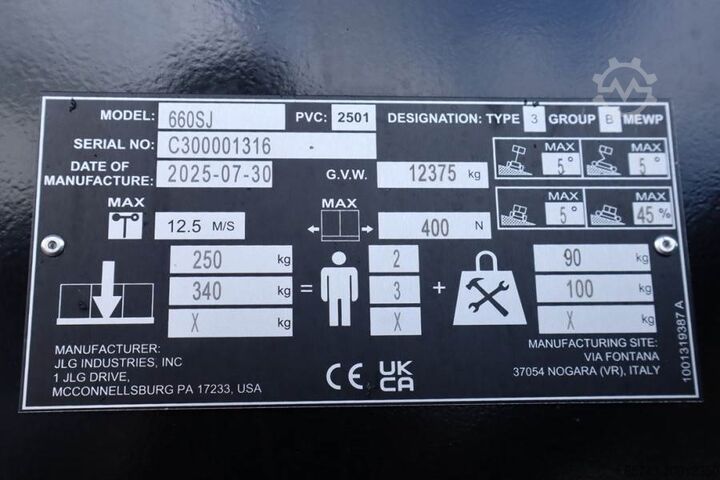 MODEL: 660SJ PVC: 2501 DESIGNATION: TYPE 3 GROUP B MEWP
SERIAL NO: C300001316
DATE OF
MANUFACTURE: 2025-07-30 G.V.W. 12375 kg
MAX 5° MAX 5°
MAX 5° MAX 45%
MAX 12.5 M/S MAX 400 N
250 kg 2 90 kg
340 kg = 3 + 100 kg
X kg X X kg
MANUFACTURER:
JLG INDUSTRIES, INC
1 JLG DRIVE,
MCCONNELLSBURG PA 17233, USA
CE UK
CA
MANUFACTURING SITE:
VIA FONTANA
37054 NOGARA (VR), ITALY
1001319387 A